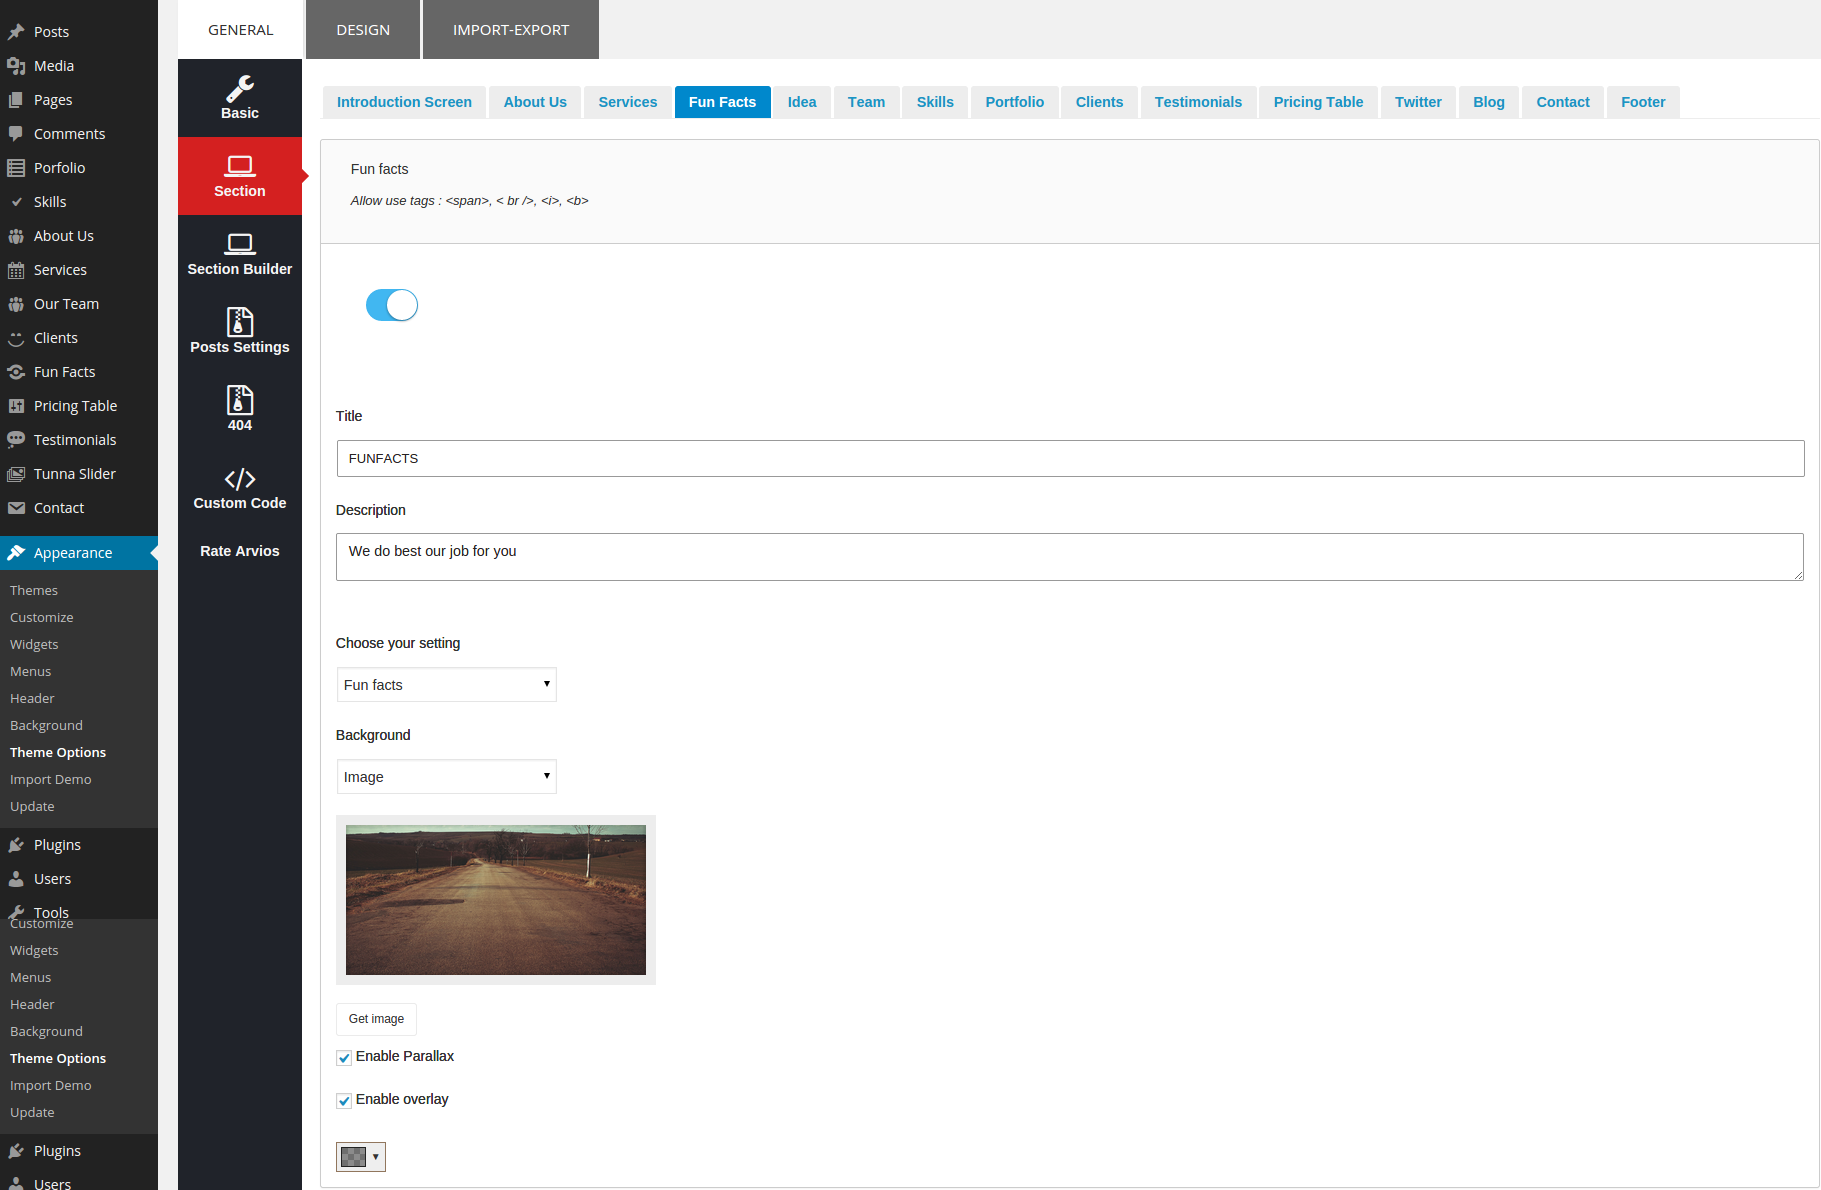 Posts
Media
Pages
Comments
Porfolio
Skills
About Us
Services
Our Team
Clients
Fun Facts
Pricing Table
Testimonials
Tunna Slider
Contact
Appearance
Themes
Customize
Widgets
Menus
Header
Background
Theme Options
Import Demo
Update
Plugins
Users
Tools
Customize
Widgets
Menus
Header
Background
Theme Options
Import Demo
Update
Plugins
Users
GENERAL DESIGN IMPORT-EXPORT
Basic
Section
Section Builder
Posts Settings
404
Custom Code
Rate Arvios
Introduction Screen About Us Services Fun Facts Idea Team Skills Portfolio Clients Testimonials Pricing Table Twitter Blog Contact Footer
Fun facts
Allow use tags : <span>, < br />, <i>, <b>
Title
FUNFACTS
Description
We do best our job for you
Choose your setting
Fun facts
Background
Image
Get image
Enable Parallax
Enable overlay